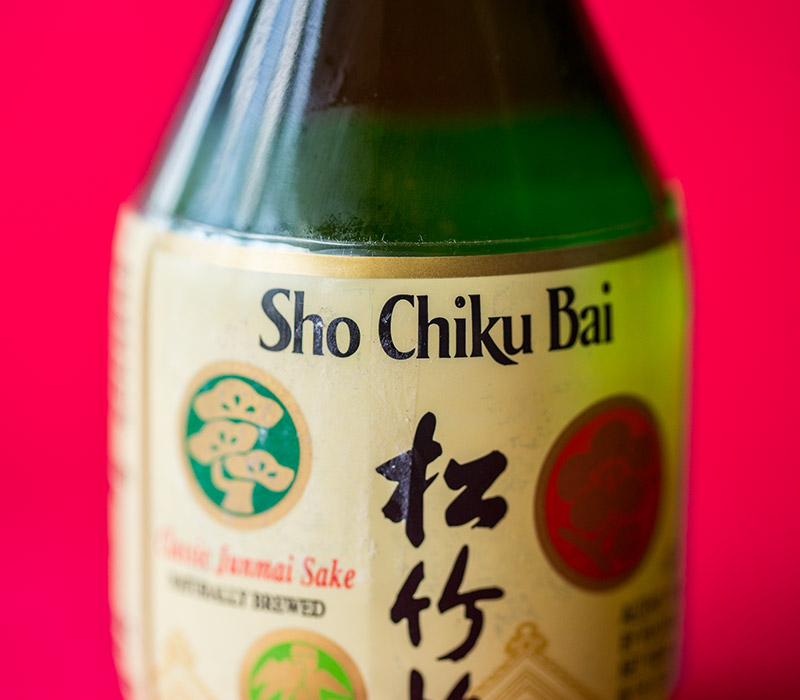 Sho Chiku Bai
松
竹
Classic Junmai Sake
NATURALLY BREWED